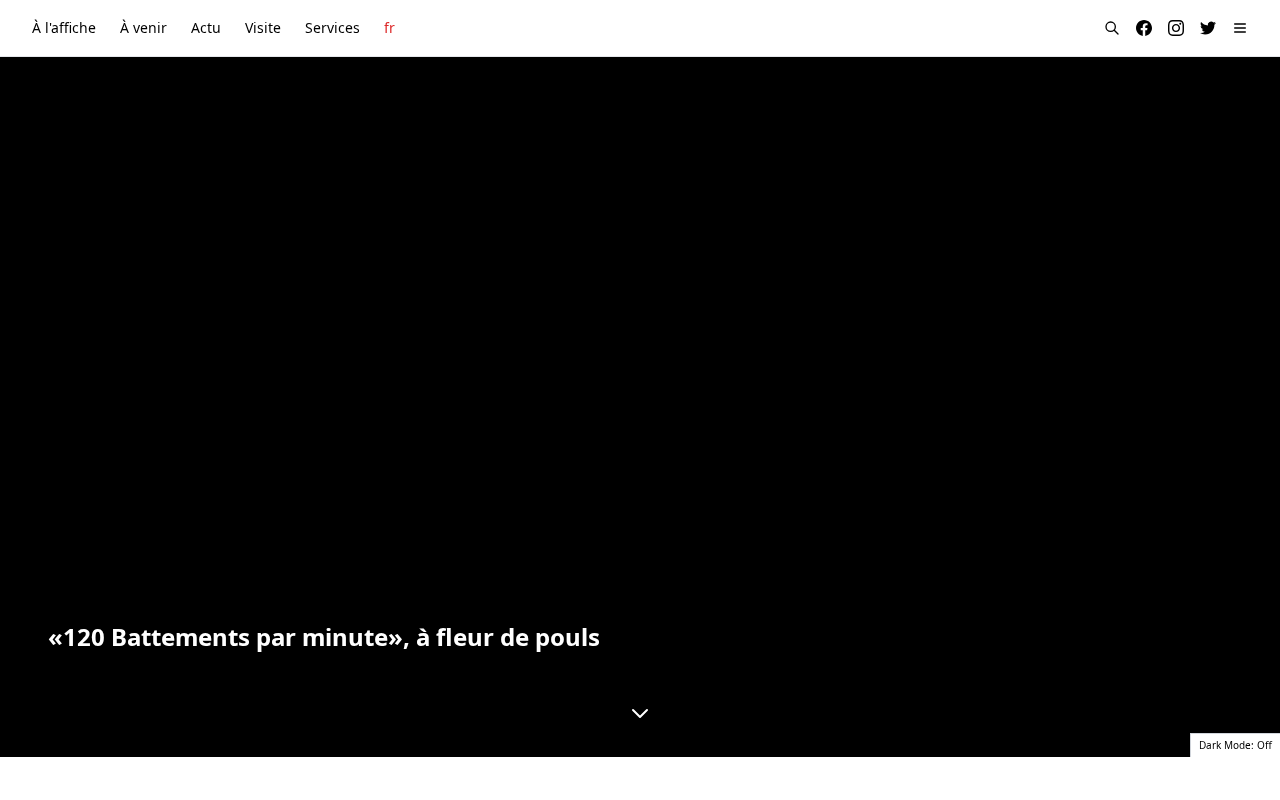 À l'affiche À venir Actu Visite Services fr
«120 Battements par minute», à fleur de pouls
Dark Mode: Off